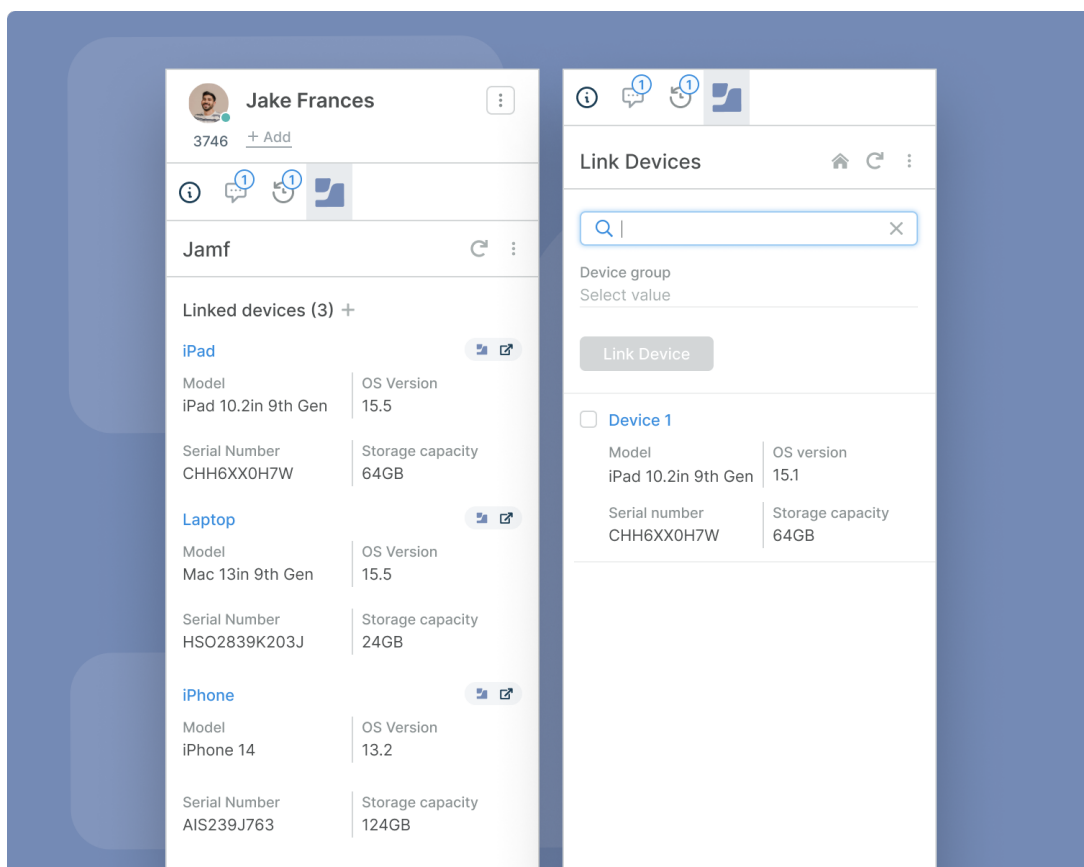 Jake Frances
3746 + Add
1 1
Jamf
Linked devices (3) +
iPad
Model OS Version
iPad 10.2in 9th Gen 15.5
Serial Number Storage capacity
CHH6XX0H7W 64GB
Laptop
Model OS Version
Mac 13in 9th Gen 15.5
Serial Number Storage capacity
HSO2839K203J 24GB
iPhone
Model OS Version
iPhone 14 13.2
Serial Number Storage capacity
AIS239J763 124GB
1 1
Link Devices
Device group
Select value
Link Device
Device 1
Model OS version
iPad 10.2in 9th Gen 15.1
Serial number Storage capacity
CHH6XX0H7W 64GB